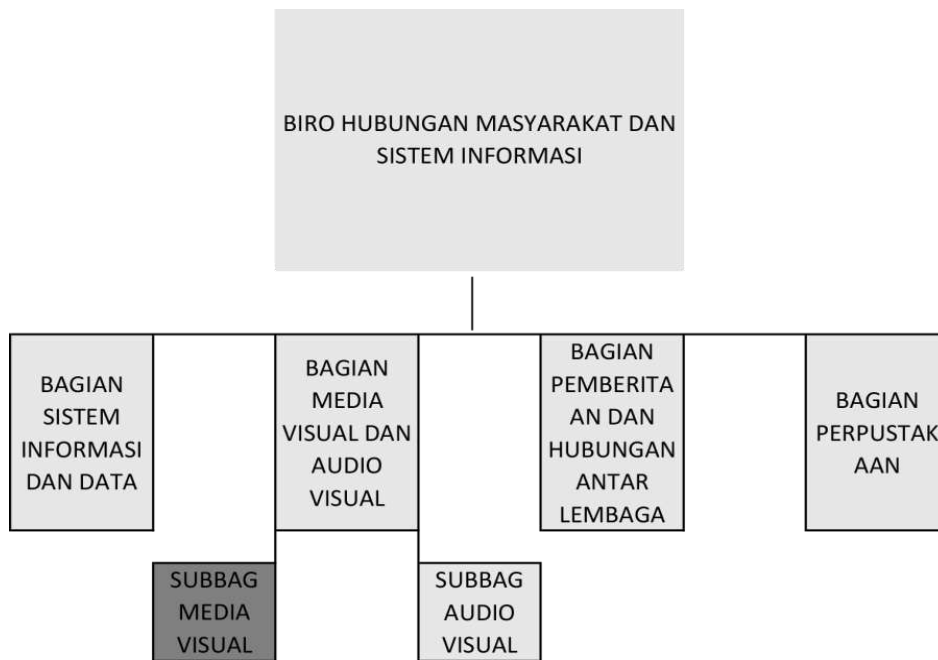 BIRO HUBUNGAN MASYARAKAT DAN
SISTEM INFORMASI
BAGIAN
SISTEM
INFORMASI
DAN DATA
BAGIAN
MEDIA
VISUAL DAN
AUDIO
VISUAL
BAGIAN
PEMBERITA
AN DAN
HUBUNGAN
ANTAR
LEMBAGA
BAGIAN
PERPUSTAK
AAN
SUBBAG
MEDIA
VISUAL
SUBBAG
AUDIO
VISUAL